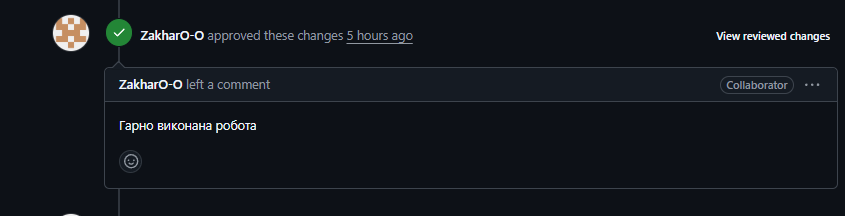 ZakharO-O approved these changes 5 hours ago
View reviewed changes
ZakharO-O left a comment
Collaborator
Гарно виконана робота